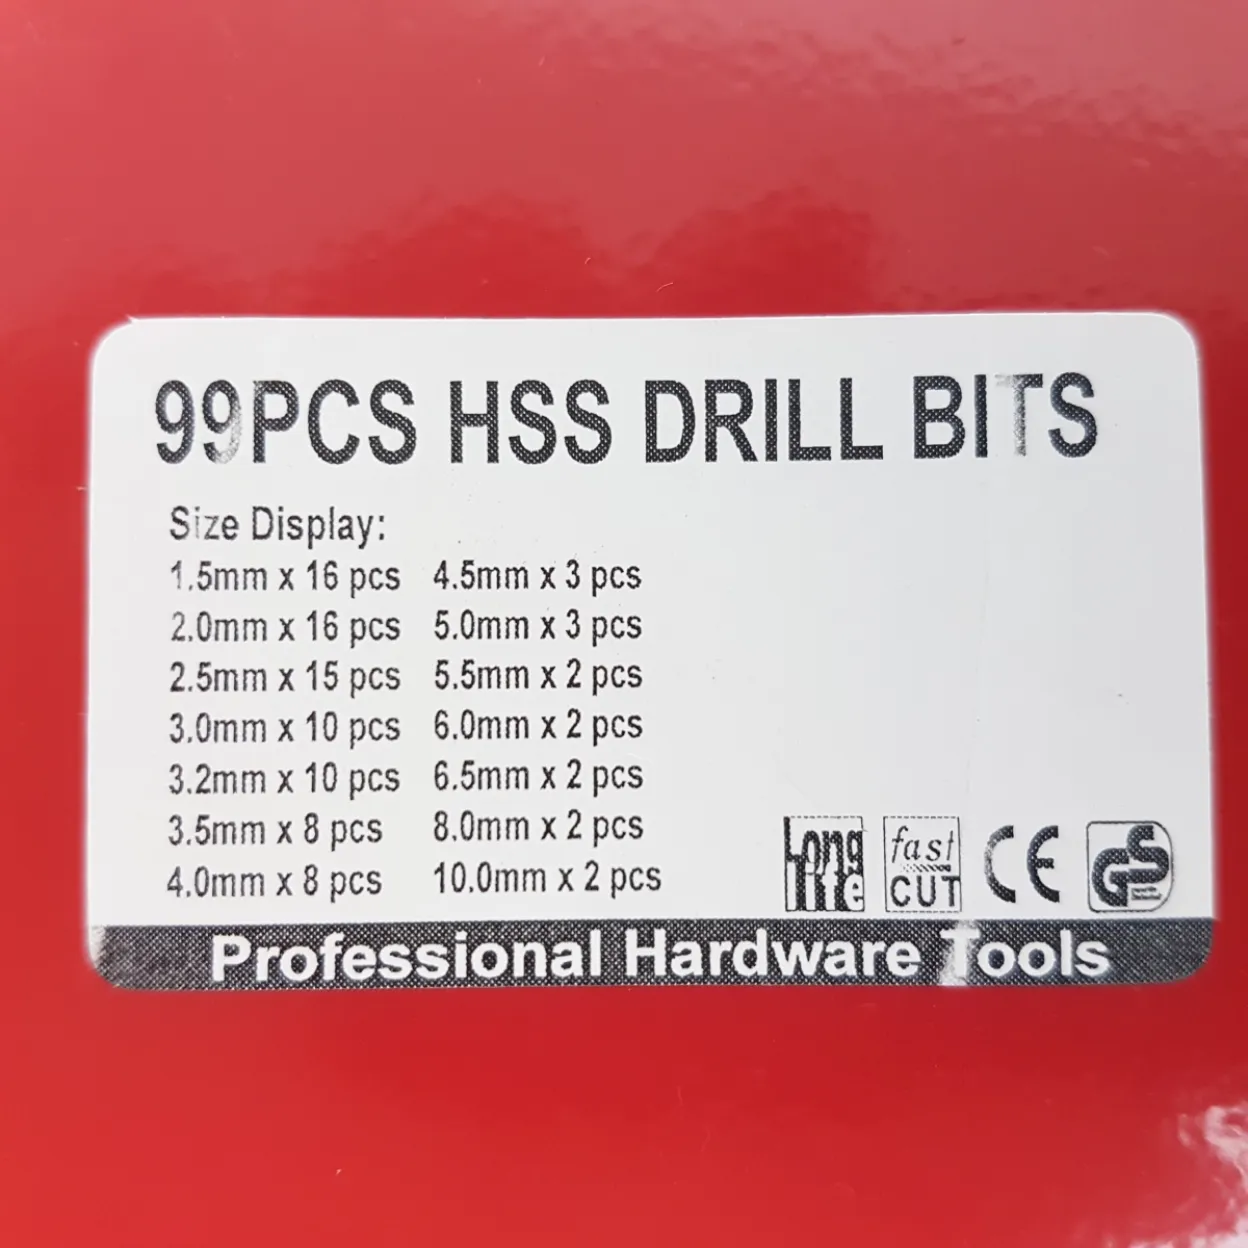 99PCS HSS DRILL BITS
Size Display:
1.5mm x 16 pcs 4.5mm x 3 pcs
2.0mm x 16 pcs 5.0mm x 3 pcs
2.5mm x 15 pcs 5.5mm x 2 pcs
3.0mm x 10 pcs 6.0mm x 2 pcs
3.2mm x 10 pcs 6.5mm x 2 pcs
3.5mm x 8 pcs 8.0mm x 2 pcs
4.0mm x 8 pcs 10.0mm x 2 pcs
Long
life
fast
CUT
CE
GS
Professional Hardware Tools